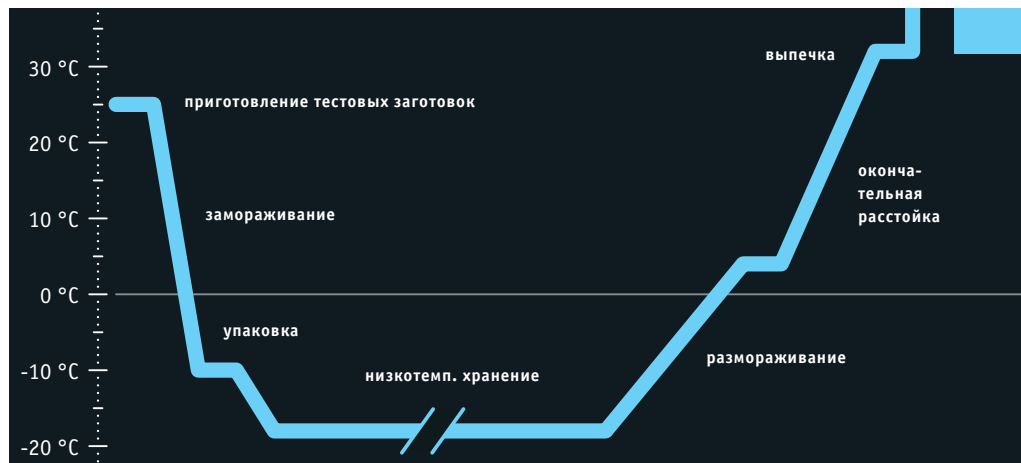 30 °C
20 °C
10 °C
0 °C
-10 °C
-20 °C
приготовление тестовых заготовок
замораживание
упаковка
низкотемп. хранение
размораживание
оконча-
тельная
расстойка
выпечка